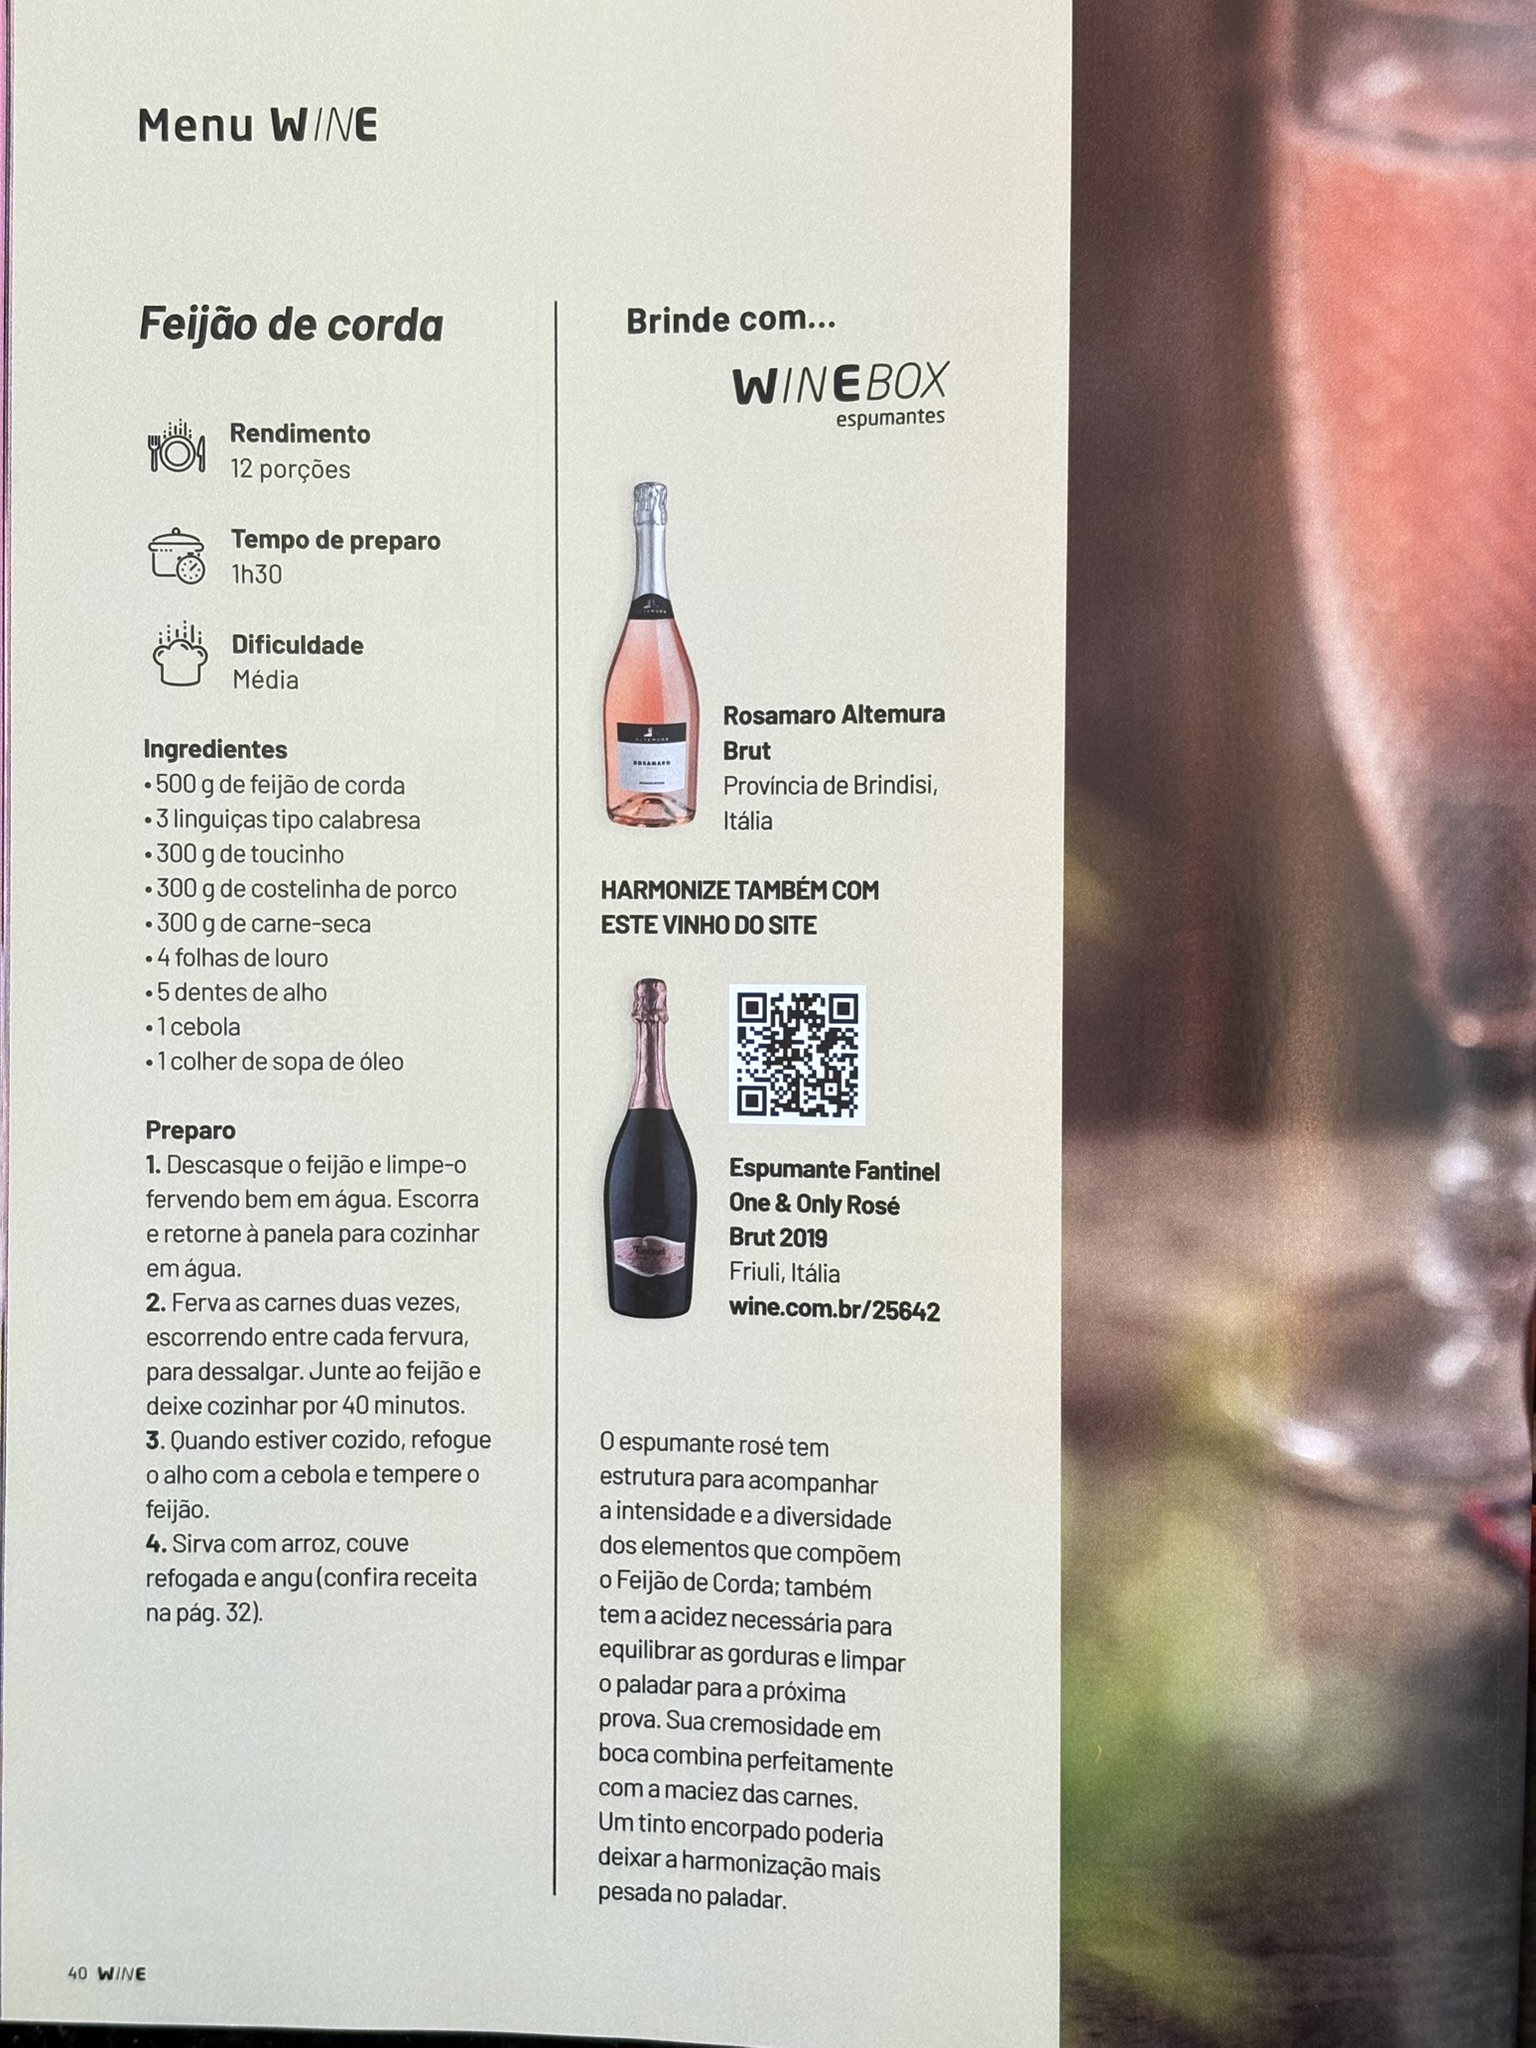 Menu WINE
Feijão de corda
Rendimento
12 porções
Tempo de preparo
1h30
Dificuldade
Média
Ingredientes
• 500 g de feijão de corda
• 3 linguiças tipo calabresa
• 300 g de toucinho
• 300 g de costelinha de porco
• 300 g de carne-seca
• 4 folhas de louro
• 5 dentes de alho
• 1 cebola
• 1 colher de sopa de óleo
Preparo
1. Descasque o feijão e limpe-o
fervendo bem em água. Escorra
e retorne à panela para cozinhar
em água.
2. Ferva as carnes duas vezes,
escorrendo entre cada fervura,
para dessalgar. Junte ao feijão e
deixe cozinhar por 40 minutos.
3. Quando estiver cozido, refogue
o alho com a cebola e tempere o
feijão.
4. Sirva com arroz, couve
refogada e angu (confira receita
na pág. 32).
Brinde com...
WINEBOX
espumantes
ALTEMURA
ROSAMARO
Rosamaro Altemura
Brut
Província de Brindisi,
Itália
HARMONIZE TAMBÉM COM
ESTE VINHO DO SITE
Fantinel
Espumante Fantinel
One & Only Rosé
Brut 2019
Friuli, Itália
wine.com.br/25642
O espumante rosé tem
estrutura para acompanhar
a intensidade e a diversidade
dos elementos que compõem
o Feijão de Corda; também
tem a acidez necessária para
equilibrar as gorduras e limpar
o paladar para a próxima
prova. Sua cremosidade em
boca combina perfeitamente
com a maciez das carnes.
Um tinto encorpado poderia
deixar a harmonização mais
pesada no paladar.
40 WINE